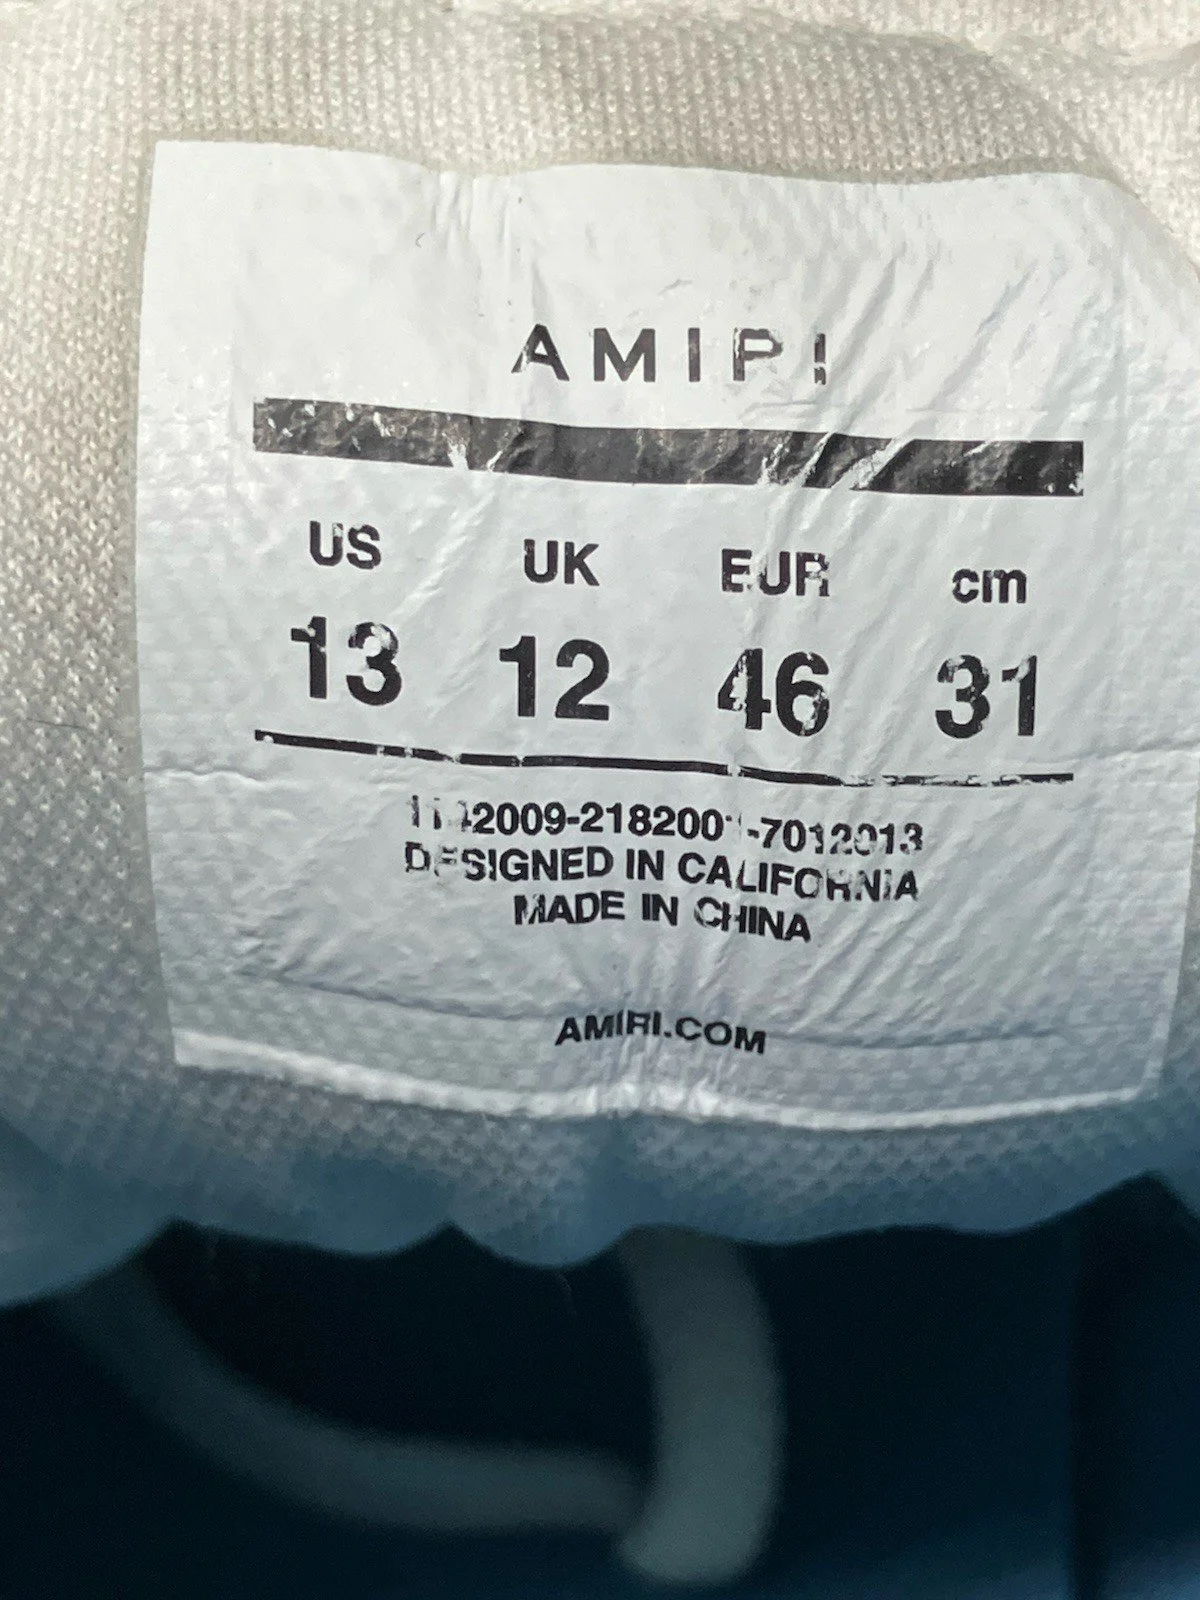 AMIRI
US UK EUR cm
13 12 46 31
DESIGNED IN CALIFORNIA
MADE IN CHINA
AMIRI.COM